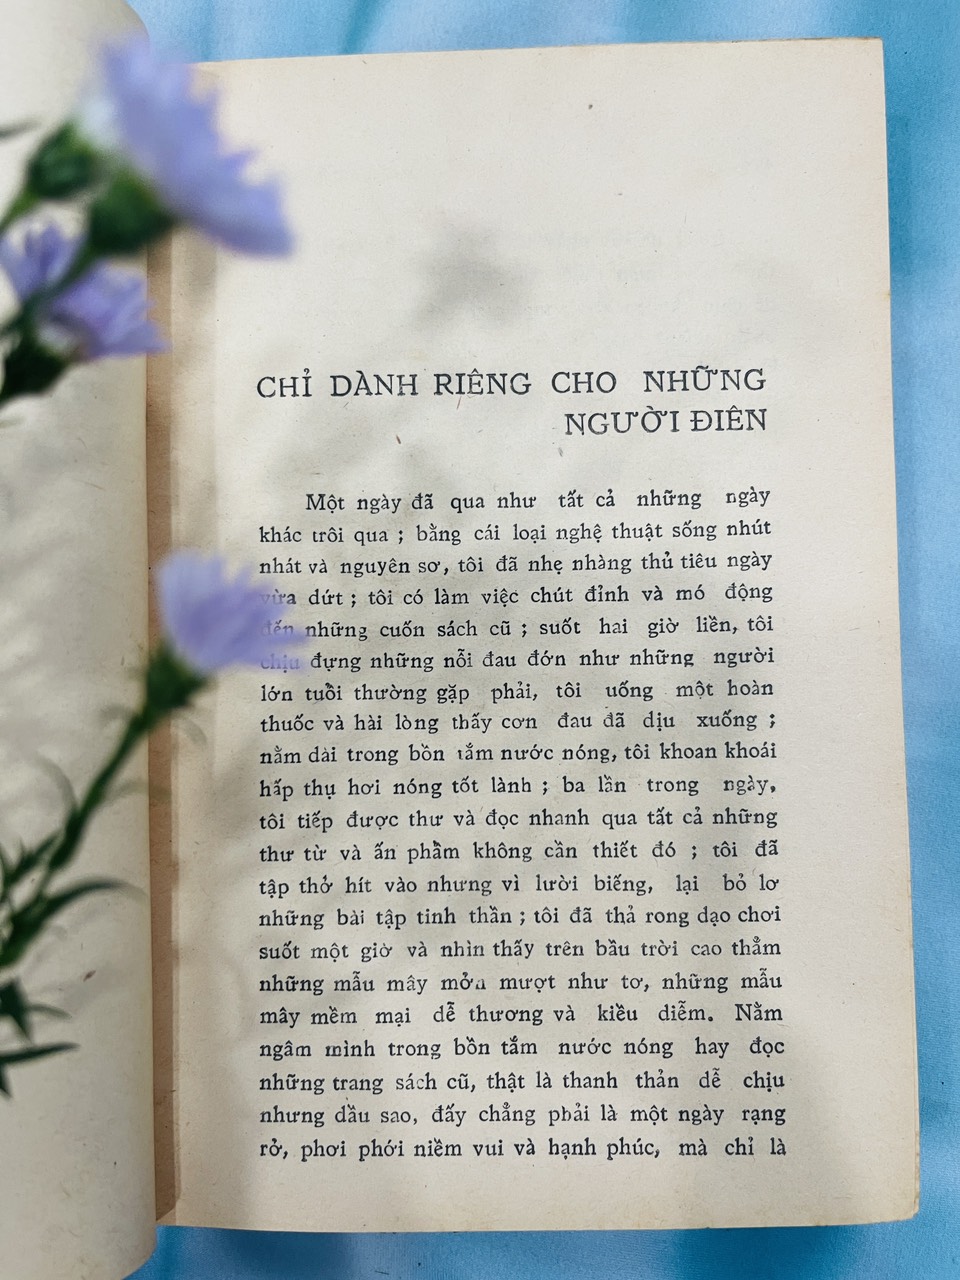 CHỈ DÀNH RIÊNG CHO NHỮNG
NGƯỜI ĐIÊN
Một ngày đã qua như tất cả những ngày
khác trôi qua ; bằng cái loại nghệ thuật sống nhút
nhát và nguyên sơ, tôi đã nhẹ nhàng thủ tiêu ngày
vừa dứt ; tôi có làm việc chút đỉnh và mó động
đến những cuốn sách cũ ; suốt hai giờ liền, tôi
chịu đựng những nỗi đau đớn như những người
lớn tuổi thường gặp phải, tôi uống một hoàn
thuốc và hài lòng thấy cơn đau đã dịu xuống ;
nằm dài trong bồn tắm nước nóng, tôi khoan khoái
hấp thụ hơi nóng tốt lành ; ba lần trong ngày,
tôi tiếp được thư và đọc nhanh qua tất cả những
thư từ và ấn phẩm không cần thiết đó ; tôi đã
tập thở hít vào nhưng vì lười biếng, lại bỏ lơ
những bài tập tinh thần ; tôi đã thả rong dạo chơi
suốt một giờ và nhìn thấy trên bầu trời cao thẳm
những mẫu mây mởn mượt như tơ, những mẫu
mây mềm mại dễ thương và kiều diễm. Nằm
ngâm mình trong bồn tắm nước nóng hay đọc
những trang sách cũ, thật là thanh thản dễ chịu
nhưng dầu sao, đấy chẳng phải là một ngày rạng
rở, phơi phới niềm vui và hạnh phúc, mà chỉ là